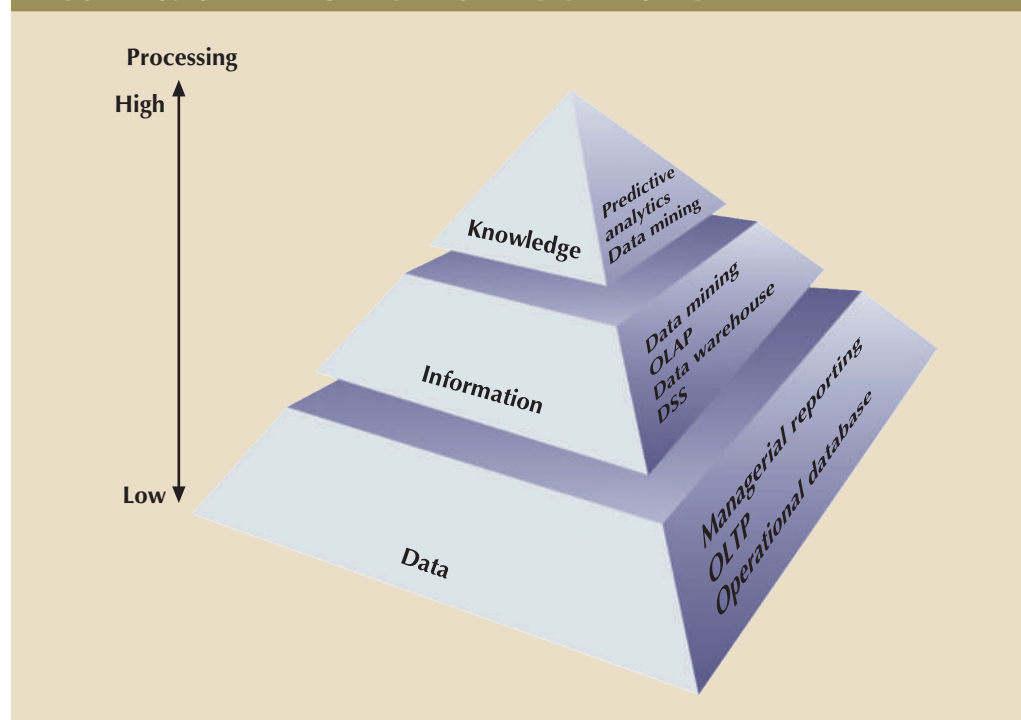 Processing
High
Low
Knowledge
Predictive
analytics
Data mining
Information
Data mining
OLAP
Data warehouse
DSS
Data
Managerial reporting
OLTP
Operational database